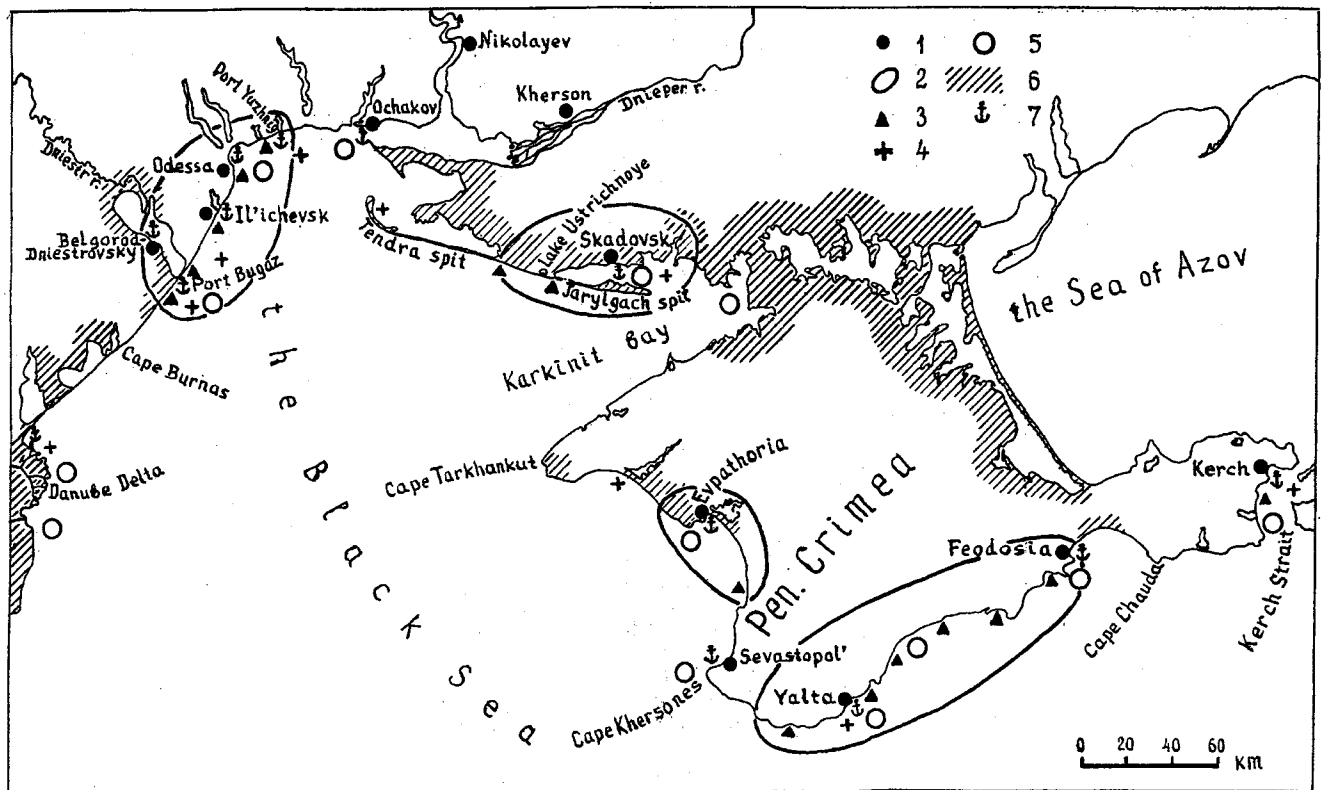 Nikolayev
1 5
Port Yuzhnig
Ochakov
Kherson
Dnieper r.
2 6
3 7
4
Dniestr r.
Odessa
Il'ichevsk
Belgorod
Dniestrovsky
Port Bugaz
Tendra spit
Lake Ustrichnoye
Skadovsk
Jarylgach spit
the Sea of Azov
Cape Burnas
Karkinit Bay
the Black Sea
Danube Delta
Cape Tarkhankut
Evpathoria
Pen. Crimea
Kerch
Feodosia
Cape Chauda
Kerch Strait
Sevastopol'
Yalta
Cape Khersones
0 20 40 60
км